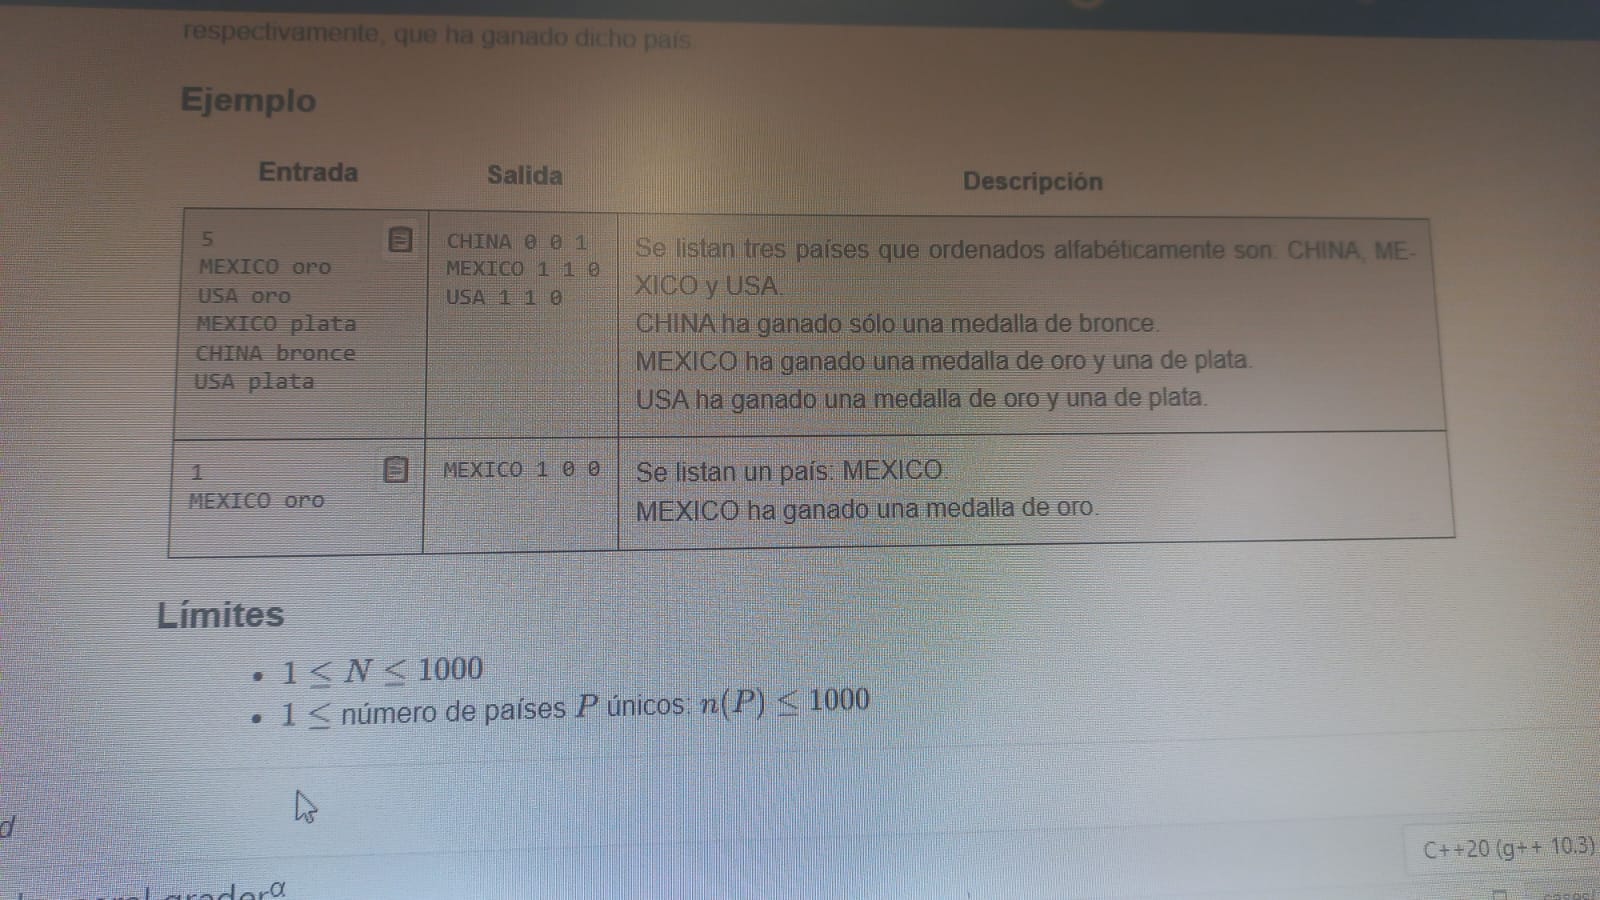 respectivamente, que ha ganado dicho país.
Ejemplo
Entrada Salida Descripción
5
MEXICO oro
USA oro
MEXICO plata
CHINA bronce
USA plata
CHINA 0 0 1
MEXICO 1 1 0
USA 1 1 0
Se listan tres países que ordenados alfabéticamente son: CHINA, ME-
XICO y USA.
CHINA ha ganado sólo una medalla de bronce.
MEXICO ha ganado una medalla de oro y una de plata.
USA ha ganado una medalla de oro y una de plata.
1
MEXICO oro
MEXICO 1 0 0
Se listan un país: MEXICO.
MEXICO ha ganado una medalla de oro.
Límites
• 1 ≤ N ≤ 1000
• 1 ≤ número de países P únicos: n(P) ≤ 1000
d
C++20 (g++ 10.3)